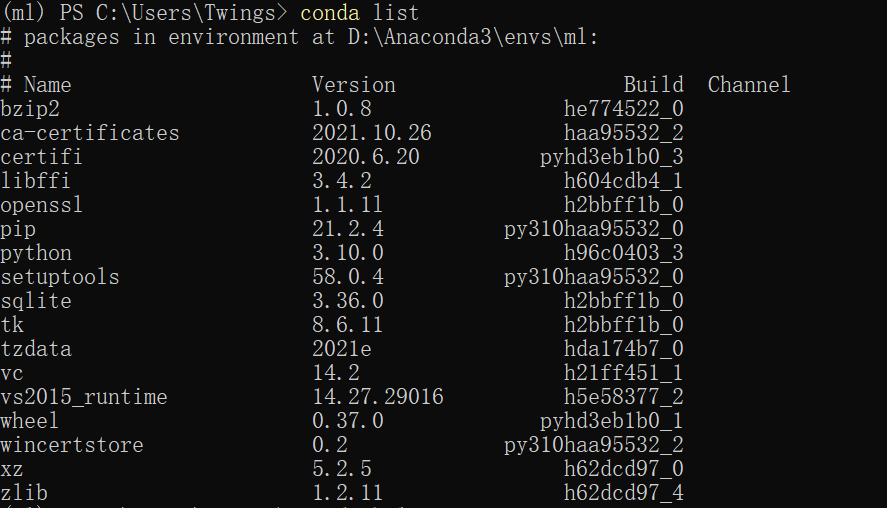 (ml) PS C:\Users\Twings> conda list
# packages in environment at D:\Anaconda3\envs\ml:
#
# Name                    Version                   Build  Channel
bzip2                     1.0.8                he774522_0
ca-certificates           2021.10.26           haa95532_2
certifi                   2020.6.20          pyhd3eb1b0_3
libffi                    3.4.2                h604cdb4_1
openssl                   1.1.1l               h2bbff1b_0
pip                       21.2.4          py310haa95532_0
python                    3.10.0               h96c0403_3
setuptools                58.0.4          py310haa95532_0
sqlite                    3.36.0               h2bbff1b_0
tk                        8.6.11               h2bbff1b_0
tzdata                    2021e                hda174b7_0
vc                        14.2                 h21ff451_1
vs2015_runtime            14.27.29016          h5e58377_2
wheel                     0.37.0             pyhd3eb1b0_1
wincertstore              0.2             py310haa95532_2
xz                        5.2.5                h62dcd97_0
zlib                      1.2.11               h62dcd97_4